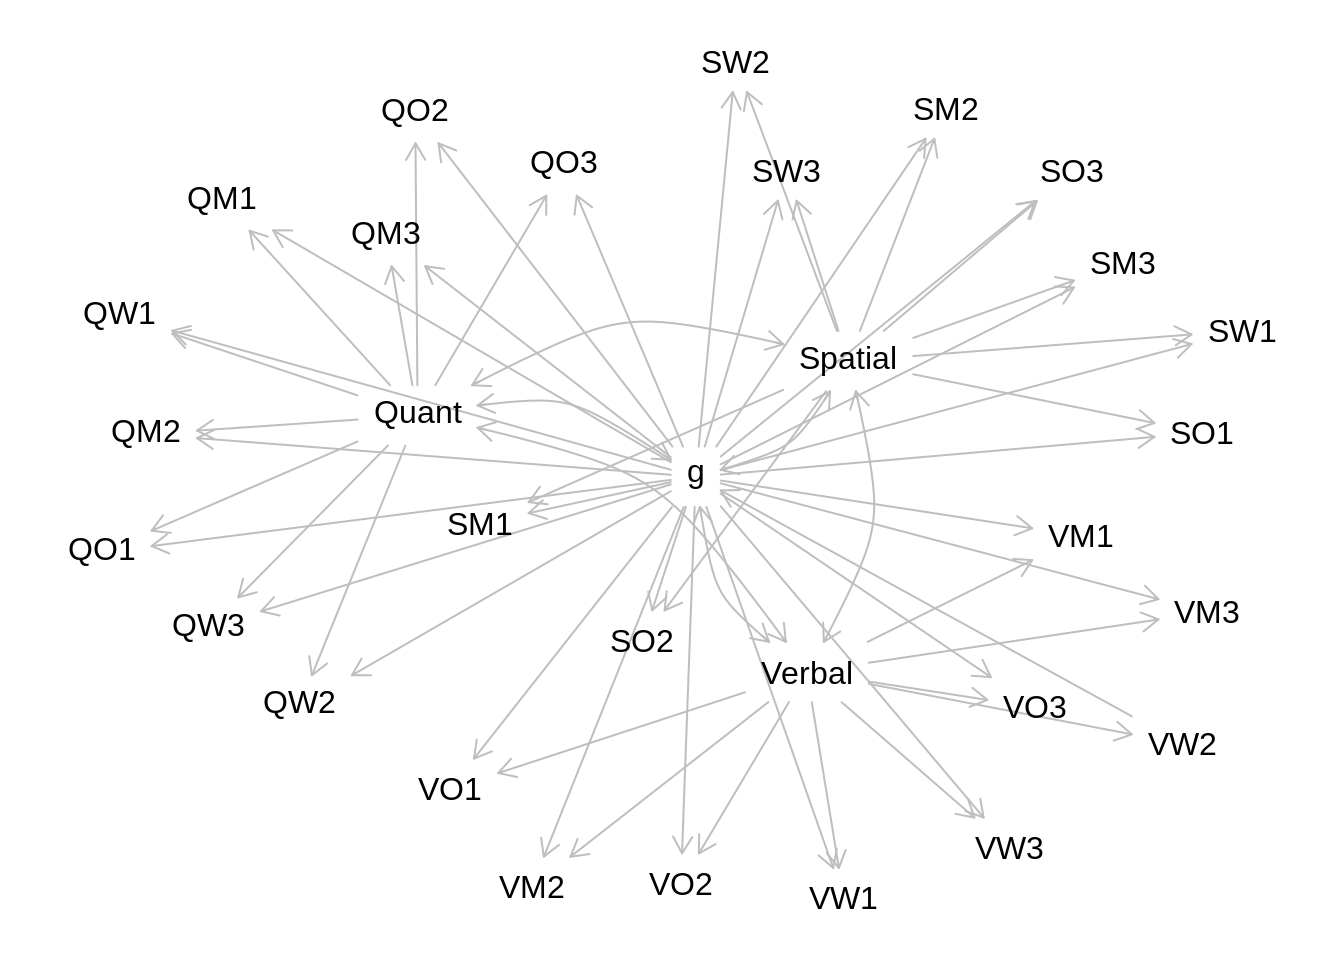 SW2
QO2
SM2
QO3
SW3
SO3
QM1
QM3
SM3
QW1
SW1
Spatial
Quant
QM2
SO1
g
SM1
VM1
QO1
VM3
QW3
SO2
Verbal
QW2
VO3
VW2
VO1
VW3
VM2
VO2
VW1